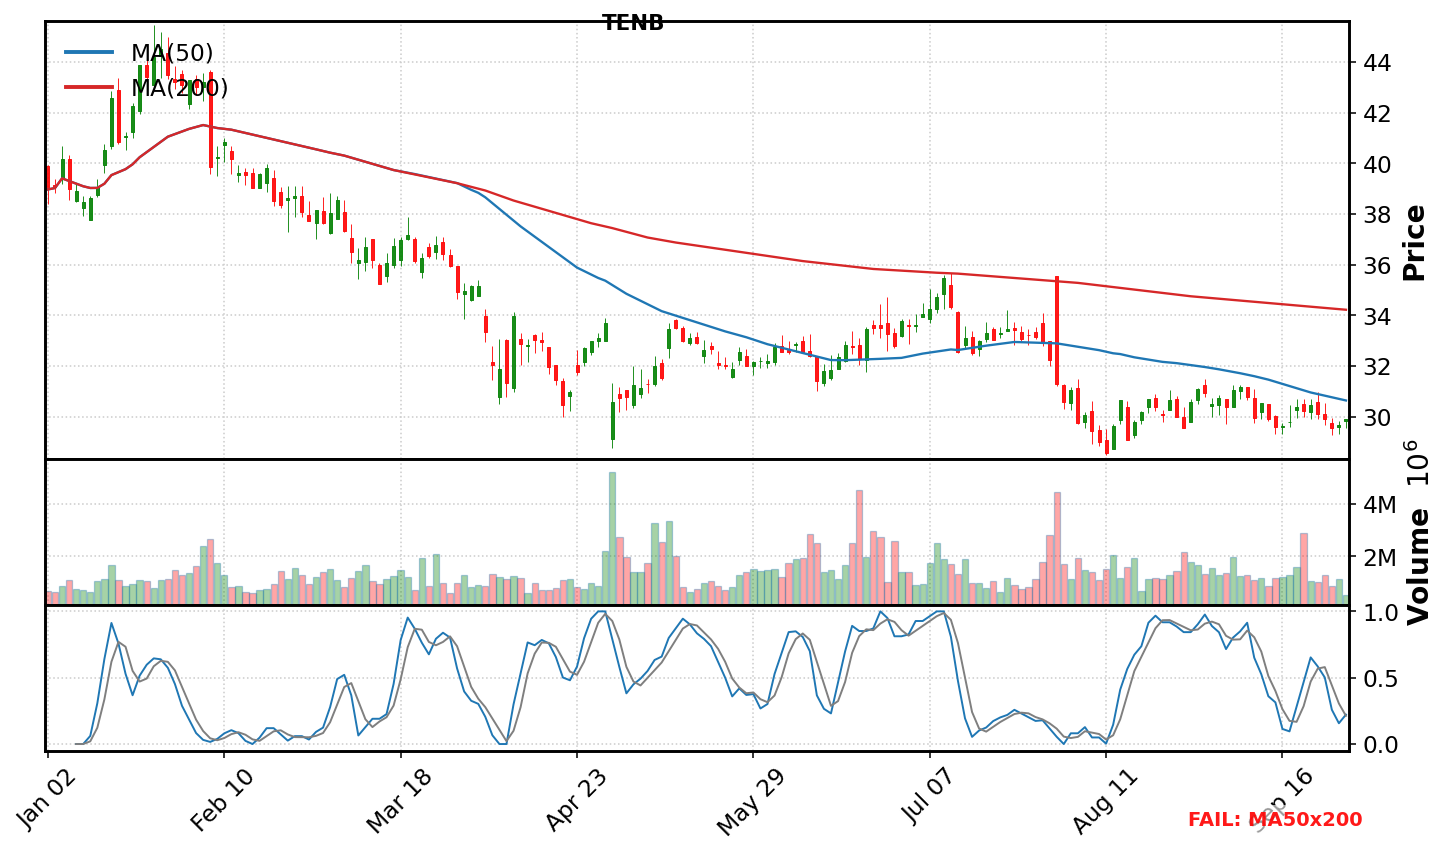 TENB
MA(50)
MA(200)
44
42
40
38
36
34
32
30
Price
4M
2M
Volume 10⁶
1.0
0.5
0.0
Jan 02
Feb 10
Mar 18
Apr 23
May 29
Jul 07
Aug 11
Sep 16
FAIL: MA50x200